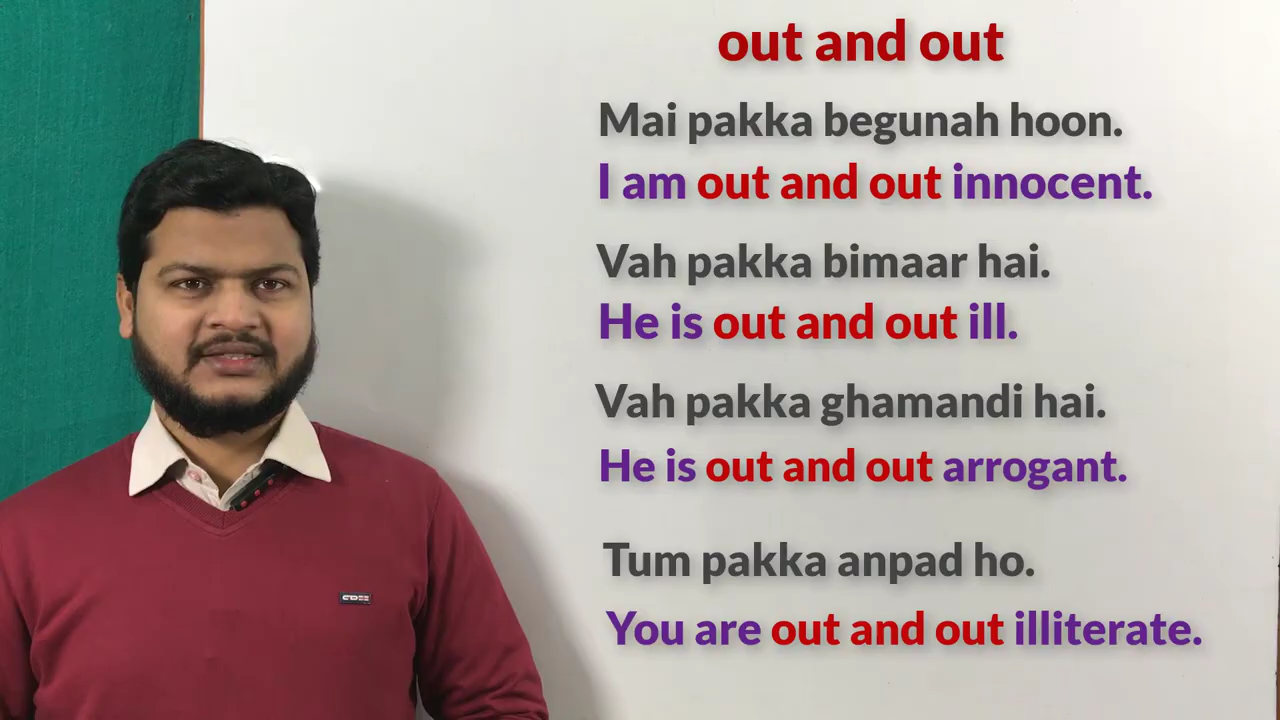 out and out
Mai pakka begunah hoon.
I am out and out innocent.
Vah pakka bimaar hai.
He is out and out ill.
Vah pakka ghamandi hai.
He is out and out arrogant.
Tum pakka anpad ho.
You are out and out illiterate.